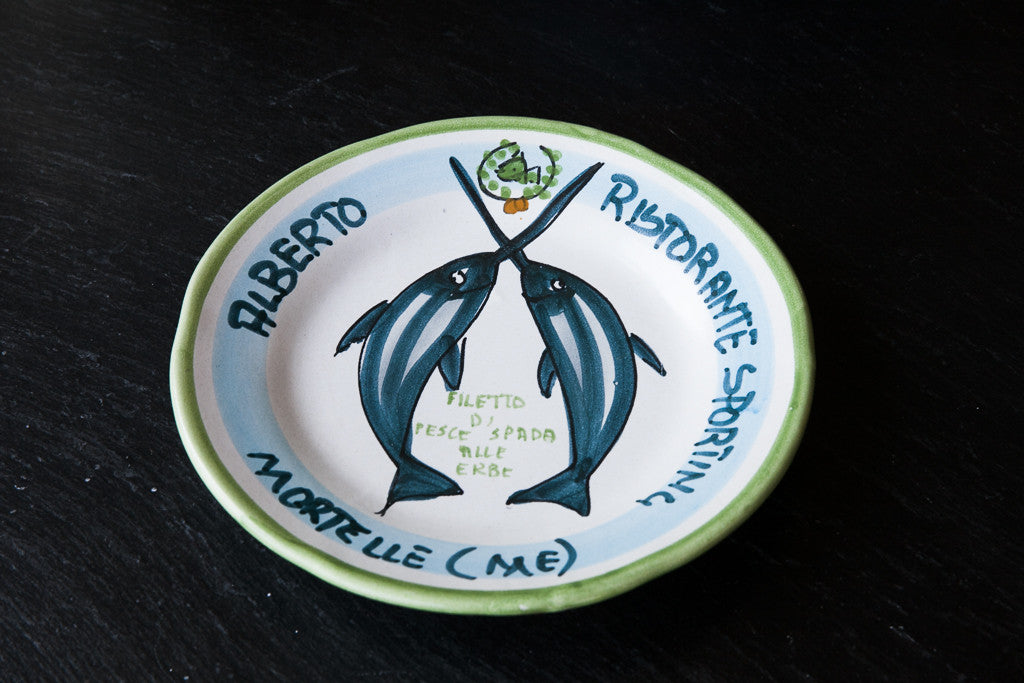 ALBERTO
RISTORANTE SPORTING
FILETTO
DI
PESCE SPADA
ALLE
ERBE
MORTELLE (ME)